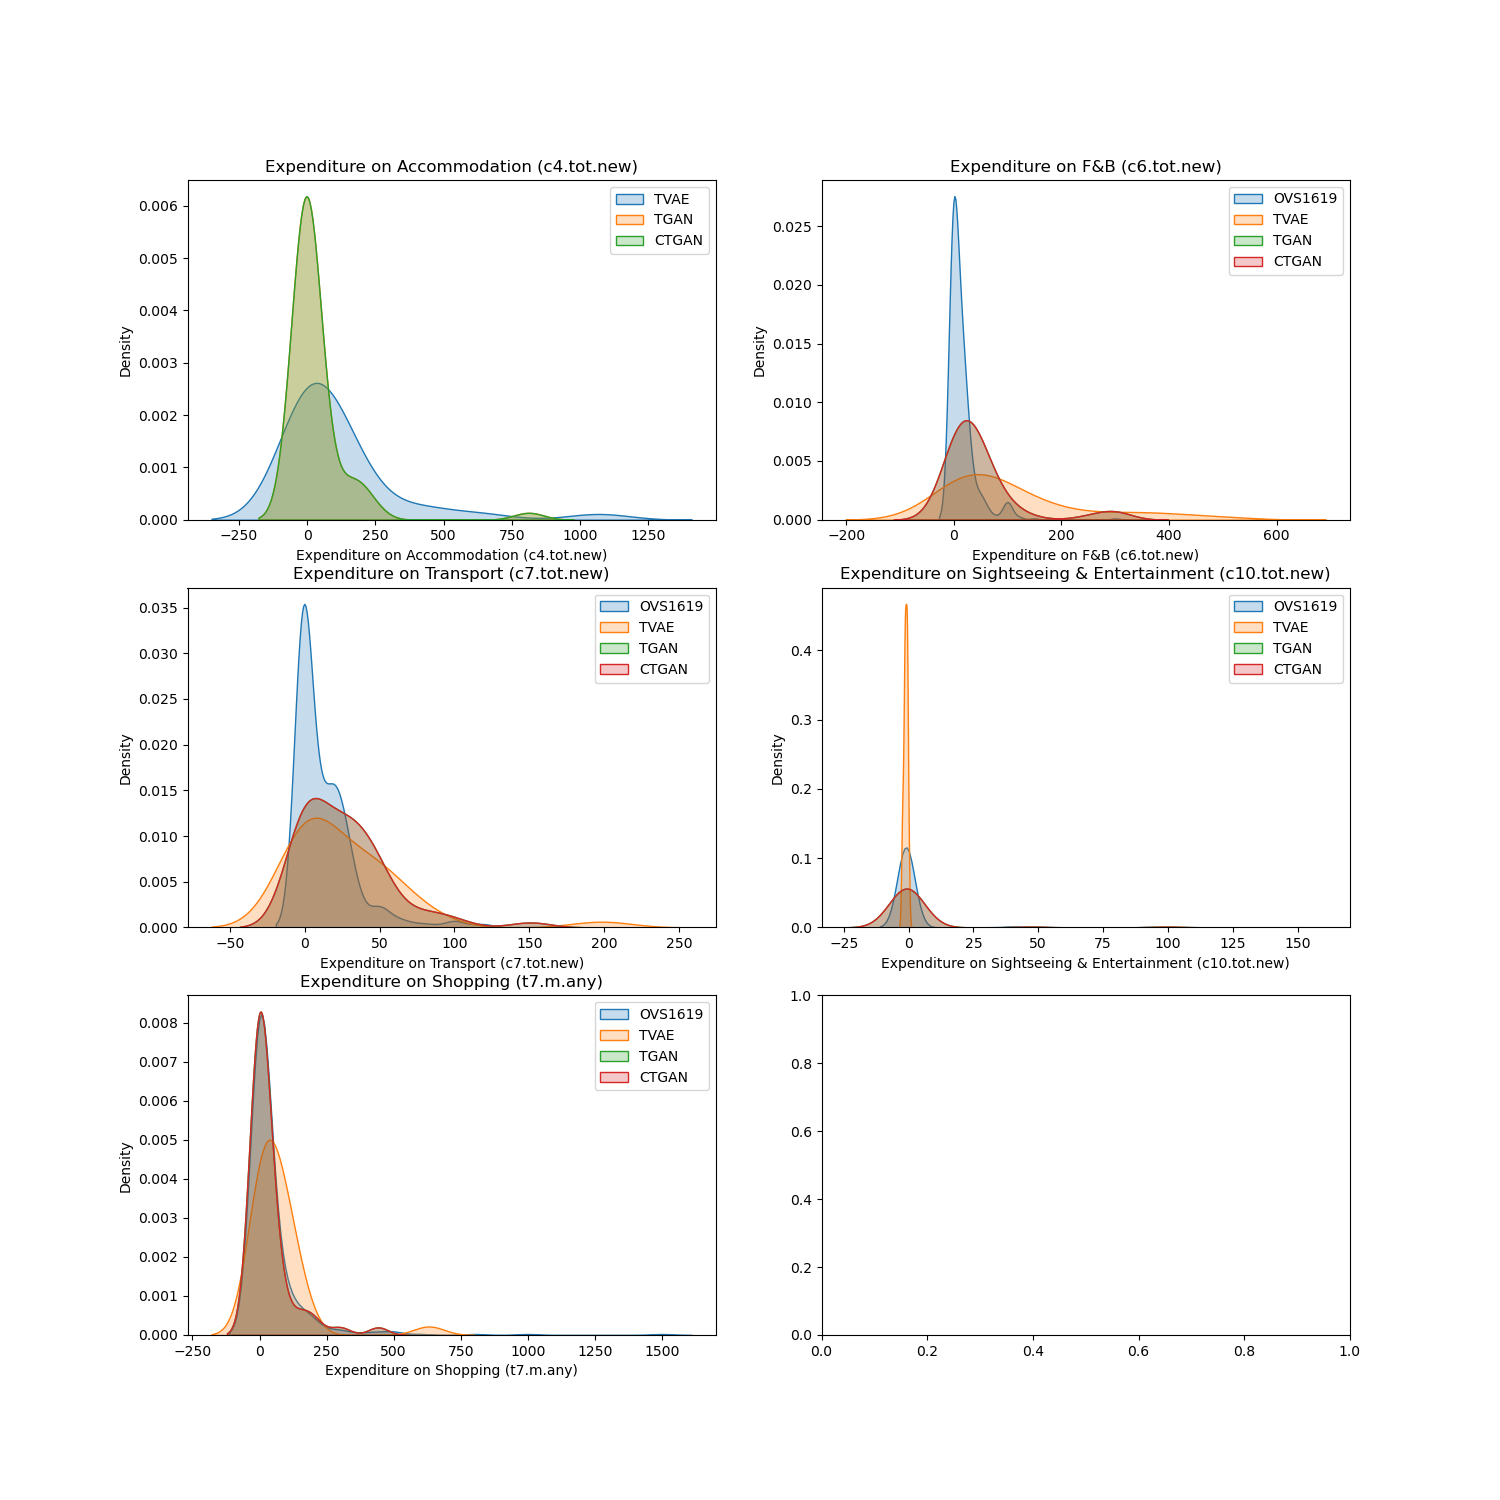 Expenditure on Accommodation (c4.tot.new)
0.006
0.005
0.004
0.003
0.002
0.001
0.000
Density
TVAE
TGAN
CTGAN
−250 0 250 500 750 1000 1250
Expenditure on Accommodation (c4.tot.new)
Expenditure on F&B (c6.tot.new)
0.025
0.020
0.015
0.010
0.005
0.000
Density
OVS1619
TVAE
TGAN
CTGAN
−200 0 200 400 600
Expenditure on F&B (c6.tot.new)
Expenditure on Transport (c7.tot.new)
0.035
0.030
0.025
0.020
0.015
0.010
0.005
0.000
Density
OVS1619
TVAE
TGAN
CTGAN
−50 0 50 100 150 200 250
Expenditure on Transport (c7.tot.new)
Expenditure on Sightseeing & Entertainment (c10.tot.new)
0.4
0.3
0.2
0.1
0.0
Density
OVS1619
TVAE
TGAN
CTGAN
−25 0 25 50 75 100 125 150
Expenditure on Sightseeing & Entertainment (c10.tot.new)
Expenditure on Shopping (t7.m.any)
0.008
0.007
0.006
0.005
0.004
0.003
0.002
0.001
0.000
Density
OVS1619
TVAE
TGAN
CTGAN
−250 0 250 500 750 1000 1250 1500
Expenditure on Shopping (t7.m.any)
1.0
0.8
0.6
0.4
0.2
0.0
0.0 0.2 0.4 0.6 0.8 1.0